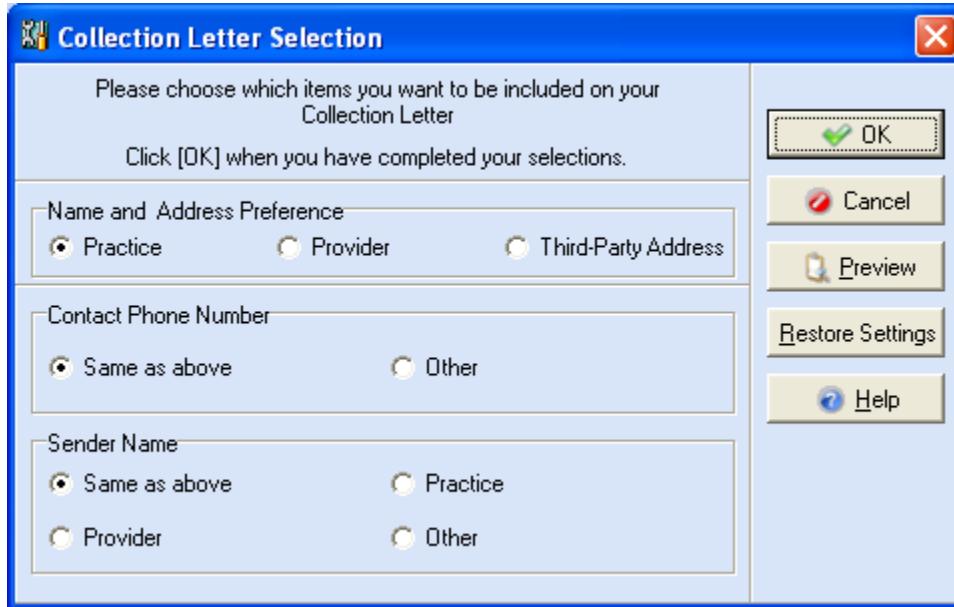 Collection Letter Selection
Please choose which items you want to be included on your
Collection Letter
Click [OK] when you have completed your selections.
Name and Address Preference
Practice
Provider
Third-Party Address
Contact Phone Number
Same as above
Other
Sender Name
Same as above
Practice
Provider
Other
OK
Cancel
Preview
Restore Settings
Help